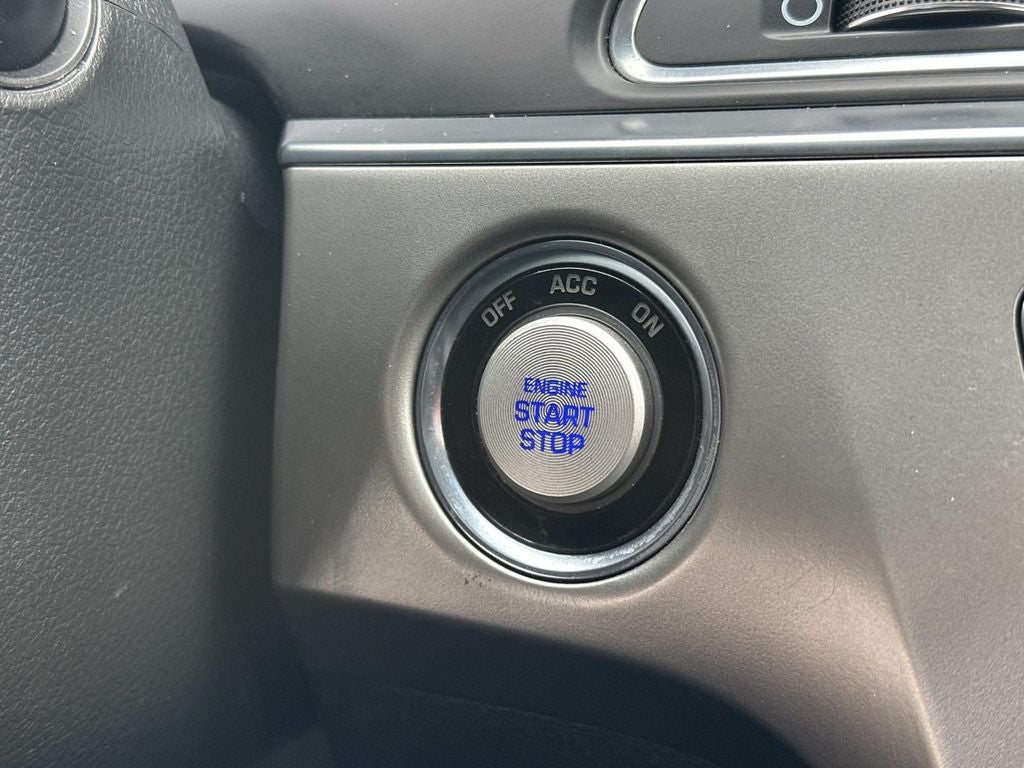 OFF ACC ON
ENGINE
START
STOP